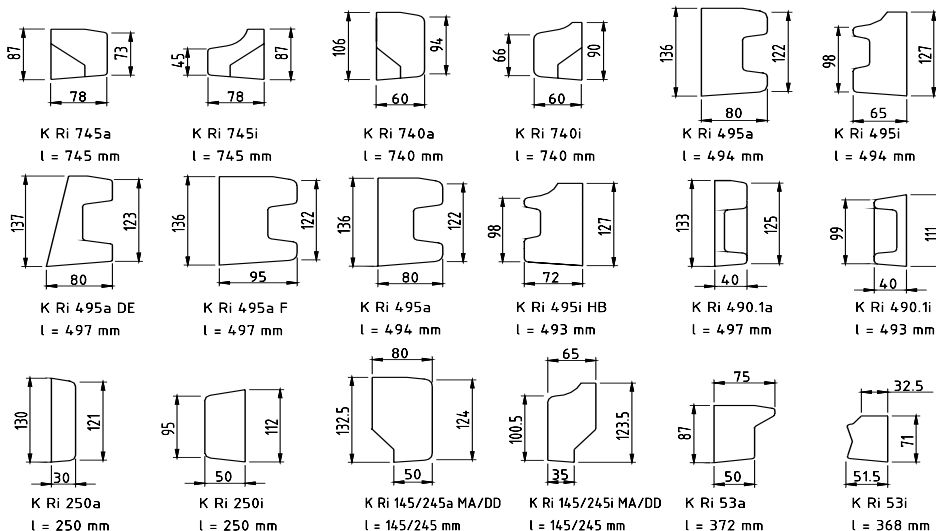 87 73 45 87 106 94 66 90 136 122 98 127
78 78 60 60 80 65
K Ri 745a K Ri 745i K Ri 740a K Ri 740i K Ri 495a K Ri 495i
l = 745 mm l = 745 mm l = 740 mm l = 740 mm l = 494 mm l = 494 mm
137 123 136 122 136 122 98 127 133 125 99 111
80 95 80 72 40 40
K Ri 495a DE K Ri 495a F K Ri 495a K Ri 495i HB K Ri 490.1a K Ri 490.1i
l = 497 mm l = 497 mm l = 494 mm l = 493 mm l = 497 mm l = 493 mm
80 65 75 32.5
130 121 95 112 132.5 124 100.5 123.5 87 71
30 50 50 35 50 51.5
K Ri 250a K Ri 250i K Ri 145/245a MA/DD K Ri 145/245i MA/DD K Ri 53a K Ri 53i
l = 250 mm l = 250 mm l = 145/245 mm l = 145/245 mm l = 372 mm l = 368 mm